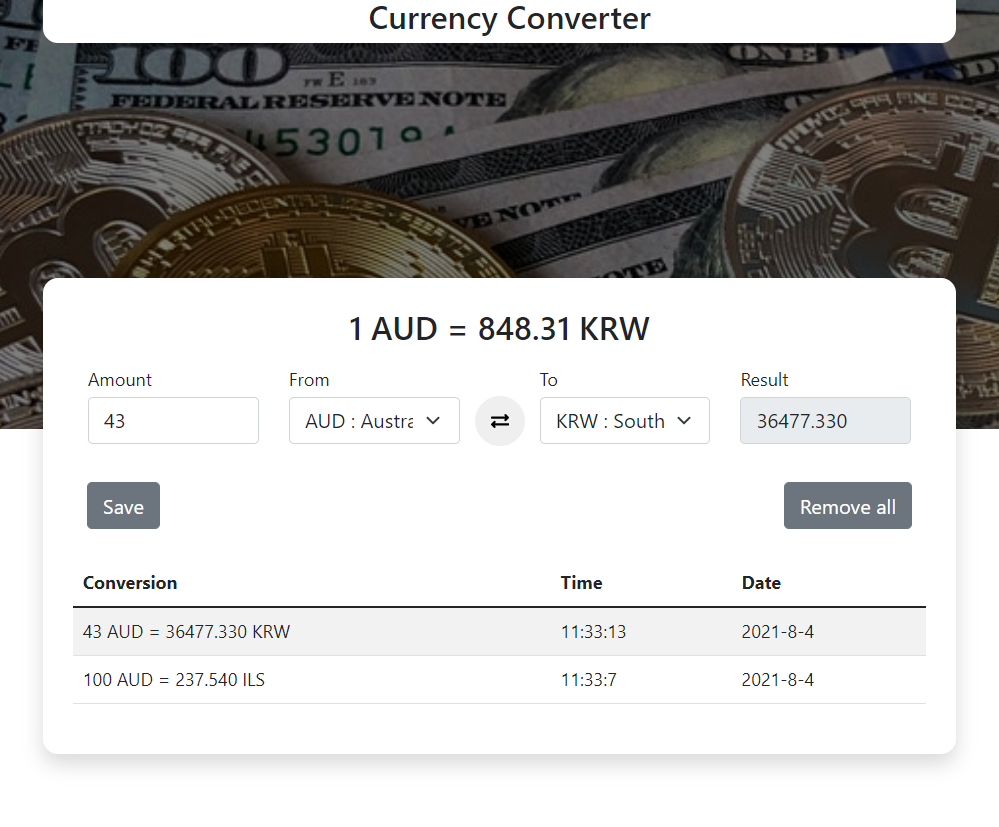 Currency Converter
100
FEDERAL RESERVE NOTE
1 AUD = 848.31 KRW
Amount From To Result
43 AUD : Austra KRW : South 36477.330
Save Remove all
Conversion Time Date
43 AUD = 36477.330 KRW 11:33:13 2021-8-4
100 AUD = 237.540 ILS 11:33:7 2021-8-4